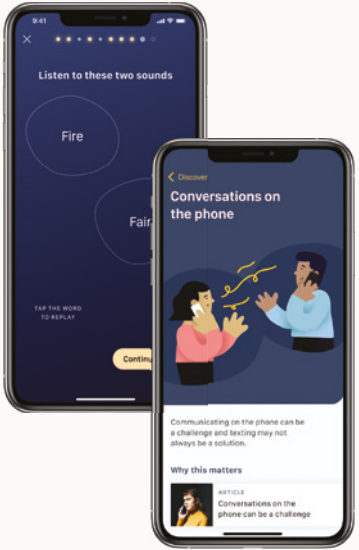 9:41
Listen to these two sounds
Fire
Fair
TAP THE WORD
TO REPLAY
Continu
Discover
Conversations on
the phone
Communicating on the phone can be
a challenge and texting may not
always be a solution.
Why this matters
ARTICLE
Conversations on the
phone can be a challenge